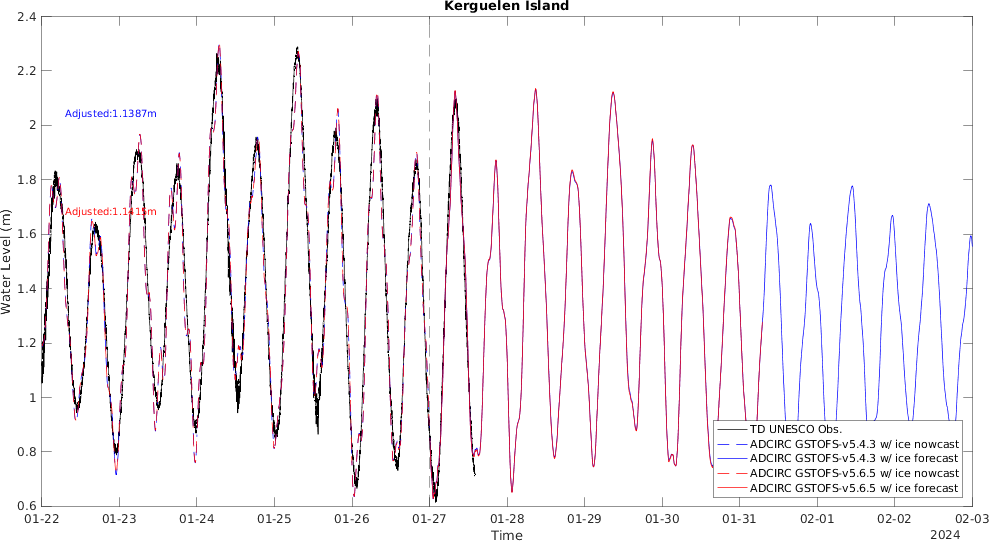 Kerguelen Island
2.4
2.2
2
1.8
1.6
1.4
1.2
1
0.8
0.6
Water Level (m)
Adjusted:1.1387m
Adjusted:1.1415m
TD UNESCO Obs.
ADCIRC GSTOFS-v5.4.3 w/ ice nowcast
ADCIRC GSTOFS-v5.4.3 w/ ice forecast
ADCIRC GSTOFS-v5.6.5 w/ ice nowcast
ADCIRC GSTOFS-v5.6.5 w/ ice forecast
01-22 01-23 01-24 01-25 01-26 01-27 01-28 01-29 01-30 01-31 02-01 02-02 02-03
Time 2024